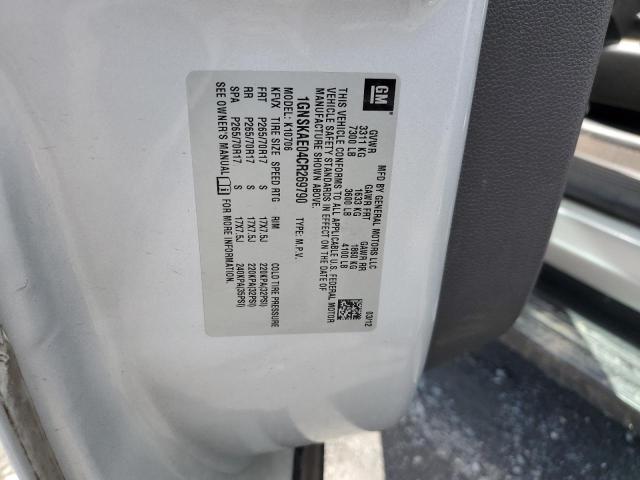 GM
MFD BY GENERAL MOTORS LLC 03/12
GVWR GAWR FRT GAWR RR
3311 KG 1633 KG 1860 KG
7300 LB 3600 LB 4100 LB
THIS VEHICLE CONFORMS TO ALL APPLICABLE U.S. FEDERAL MOTOR
VEHICLE SAFETY STANDARDS IN EFFECT ON THE DATE OF
MANUFACTURE SHOWN ABOVE.
1GNSKAE04CR269790 TYPE: M.P.V.
MODEL: K10706
KFVX TIRE SIZE SPEED RTG RIM COLD TIRE PRESSURE
FRT P265/70R17 S 17X7.5J 220KPA(32PSI)
RR P265/70R17 S 17X7.5J 220KPA(32PSI)
SPA P265/70R17 S 17X7.5J 240KPA(35PSI)
SEE OWNER'S MANUAL FOR MORE INFORMATION.